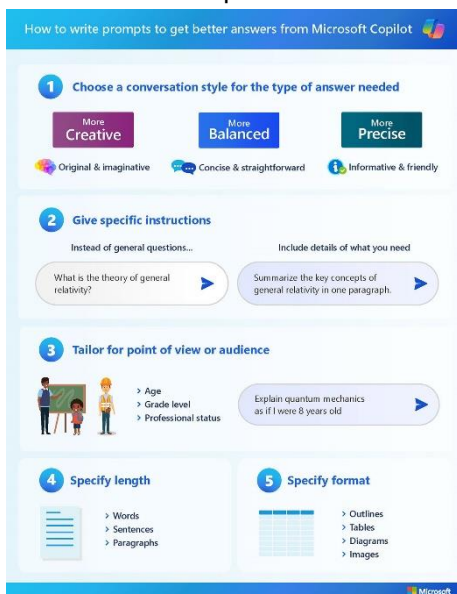 How to write prompts to get better answers from Microsoft Copilot
1 Choose a conversation style for the type of answer needed
More
Creative
More
Balanced
More
Precise
Original & imaginative
Concise & straightforward
Informative & friendly
2 Give specific instructions
Instead of general questions...
Include details of what you need
What is the theory of general
relativity?
Summarize the key concepts of
general relativity in one paragraph.
3 Tailor for point of view or audience
> Age
> Grade level
> Professional status
Explain quantum mechanics
as if I were 8 years old
4 Specify length
> Words
> Sentences
> Paragraphs
5 Specify format
> Outlines
> Tables
> Diagrams
> Images
Microsoft